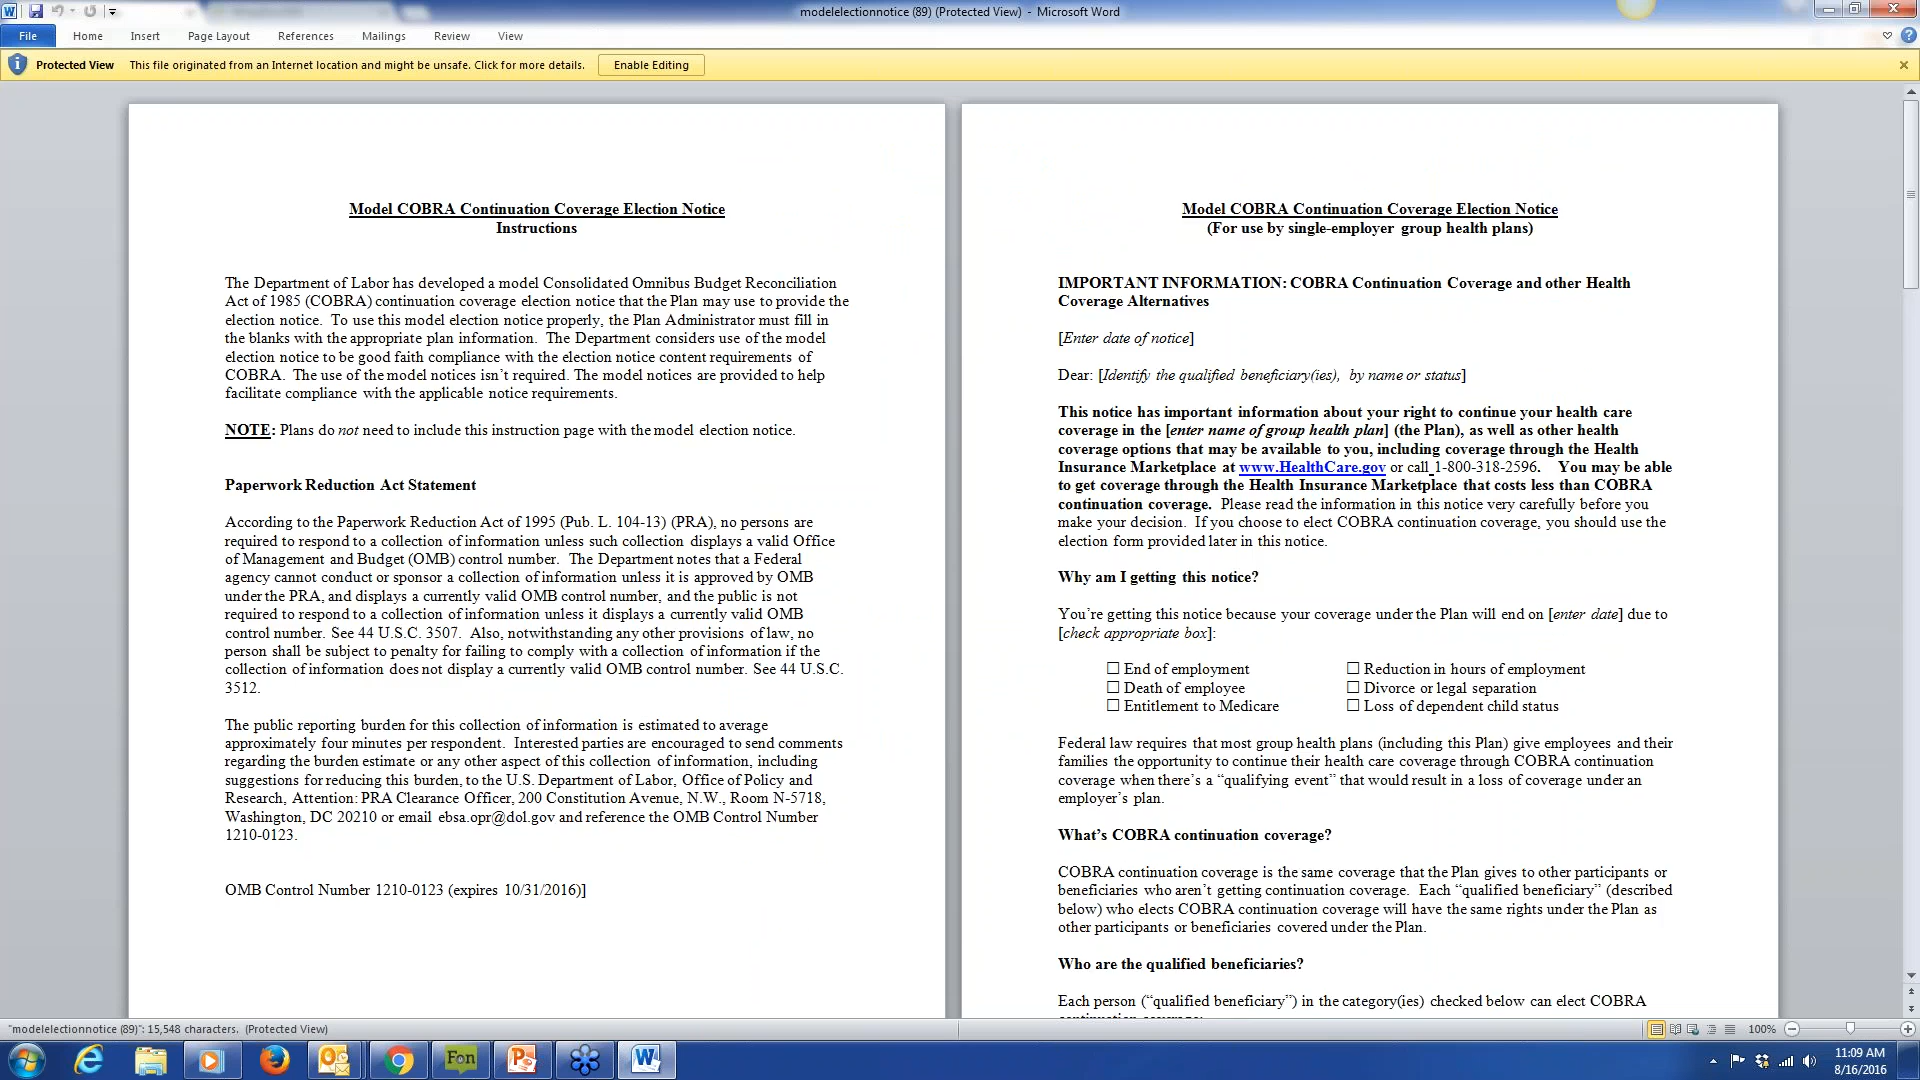 modelelectionnotice (89) (Protected View) - Microsoft Word
File Home Insert Page Layout References Mailings Review View
Protected View This file originated from an Internet location and might be unsafe. Click for more details. Enable Editing
Model COBRA Continuation Coverage Election Notice
Instructions
The Department of Labor has developed a model Consolidated Omnibus Budget Reconciliation
Act of 1985 (COBRA) continuation coverage election notice that the Plan may use to provide the
election notice. To use this model election notice properly, the Plan Administrator must fill in
the blanks with the appropriate plan information. The Department considers use of the model
election notice to be good faith compliance with the election notice content requirements of
COBRA. The use of the model notices isn't required. The model notices are provided to help
facilitate compliance with the applicable notice requirements.
NOTE: Plans do not need to include this instruction page with the model election notice.
Paperwork Reduction Act Statement
According to the Paperwork Reduction Act of 1995 (Pub. L. 104-13) (PRA), no persons are
required to respond to a collection of information unless such collection displays a valid Office
of Management and Budget (OMB) control number. The Department notes that a Federal
agency cannot conduct or sponsor a collection of information unless it is approved by OMB
under the PRA, and displays a currently valid OMB control number, and the public is not
required to respond to a collection of information unless it displays a currently valid OMB
control number. See 44 U.S.C. 3507. Also, notwithstanding any other provisions of law, no
person shall be subject to penalty for failing to comply with a collection of information if the
collection of information does not display a currently valid OMB control number. See 44 U.S.C.
3512.
The public reporting burden for this collection of information is estimated to average
approximately four minutes per respondent. Interested parties are encouraged to send comments
regarding the burden estimate or any other aspect of this collection of information, including
suggestions for reducing this burden, to the U.S. Department of Labor, Office of Policy and
Research, Attention: PRA Clearance Officer, 200 Constitution Avenue, N.W., Room N-5718,
Washington, DC 20210 or email ebsa.opr@dol.gov and reference the OMB Control Number
1210-0123.
OMB Control Number 1210-0123 (expires 10/31/2016)]
Model COBRA Continuation Coverage Election Notice
(For use by single-employer group health plans)
IMPORTANT INFORMATION: COBRA Continuation Coverage and other Health
Coverage Alternatives
[Enter date of notice]
Dear: [Identify the qualified beneficiary(ies), by name or status]
This notice has important information about your right to continue your health care
coverage in the [enter name of group health plan] (the Plan), as well as other health
coverage options that may be available to you, including coverage through the Health
Insurance Marketplace at www.HealthCare.gov or call 1-800-318-2596. You may be able
to get coverage through the Health Insurance Marketplace that costs less than COBRA
continuation coverage. Please read the information in this notice very carefully before you
make your decision. If you choose to elect COBRA continuation coverage, you should use the
election form provided later in this notice.
Why am I getting this notice?
You're getting this notice because your coverage under the Plan will end on [enter date] due to
[check appropriate box]:
☐ End of employment ☐ Reduction in hours of employment
☐ Death of employee ☐ Divorce or legal separation
☐ Entitlement to Medicare ☐ Loss of dependent child status
Federal law requires that most group health plans (including this Plan) give employees and their
families the opportunity to continue their health care coverage through COBRA continuation
coverage when there's a "qualifying event" that would result in a loss of coverage under an
employer's plan.
What's COBRA continuation coverage?
COBRA continuation coverage is the same coverage that the Plan gives to other participants or
beneficiaries who aren't getting continuation coverage. Each "qualified beneficiary" (described
below) who elects COBRA continuation coverage will have the same rights under the Plan as
other participants or beneficiaries covered under the Plan.
Who are the qualified beneficiaries?
Each person ("qualified beneficiary") in the category(ies) checked below can elect COBRA
continuation coverage:
"modelelectionnotice (89)": 15,548 characters. (Protected View) 100%
Fon
11:09 AM
8/16/2016